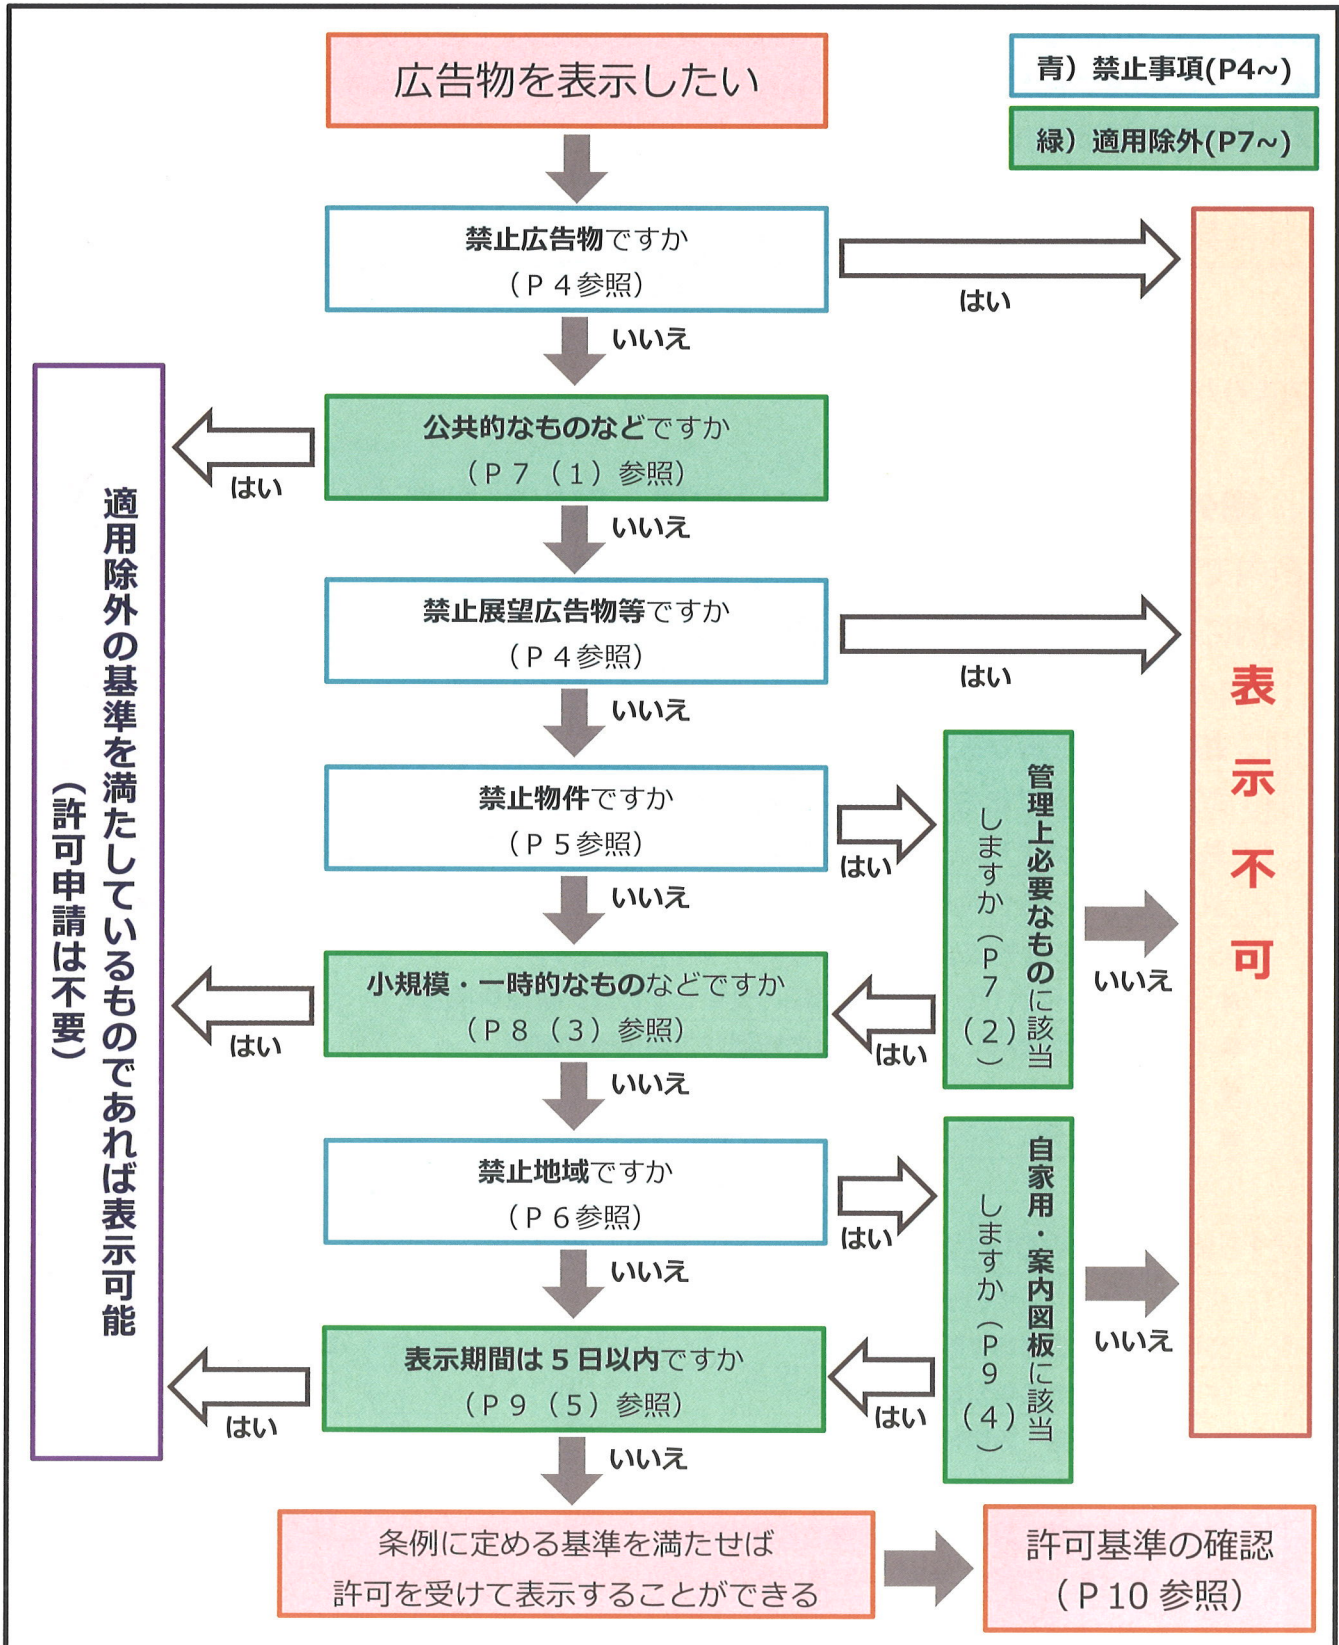 広告物を表示したい
青）禁止事項(P4~)
緑）適用除外(P7~)
禁止広告物ですか
（Ｐ４参照）
はい
いいえ
公共的なものなどですか
（Ｐ７（１）参照）
はい
いいえ
禁止展望広告物等ですか
（Ｐ４参照）
はい
いいえ
禁止物件ですか
（Ｐ５参照）
はい
いいえ
管理上必要なものに該当
しますか（Ｐ７（２）
いいえ
はい
小規模・一時的なものなどですか
（Ｐ８（３）参照）
はい
いいえ
禁止地域ですか
（Ｐ６参照）
はい
いいえ
自家用・案内図板に該当
しますか（Ｐ９（４）
いいえ
はい
表示期間は５日以内ですか
（Ｐ９（５）参照）
はい
いいえ
適用除外の基準を満たしているものであれば表示可能
（許可申請は不要）
表示不可
条例に定める基準を満たせば
許可を受けて表示することができる
許可基準の確認
（Ｐ10 参照）